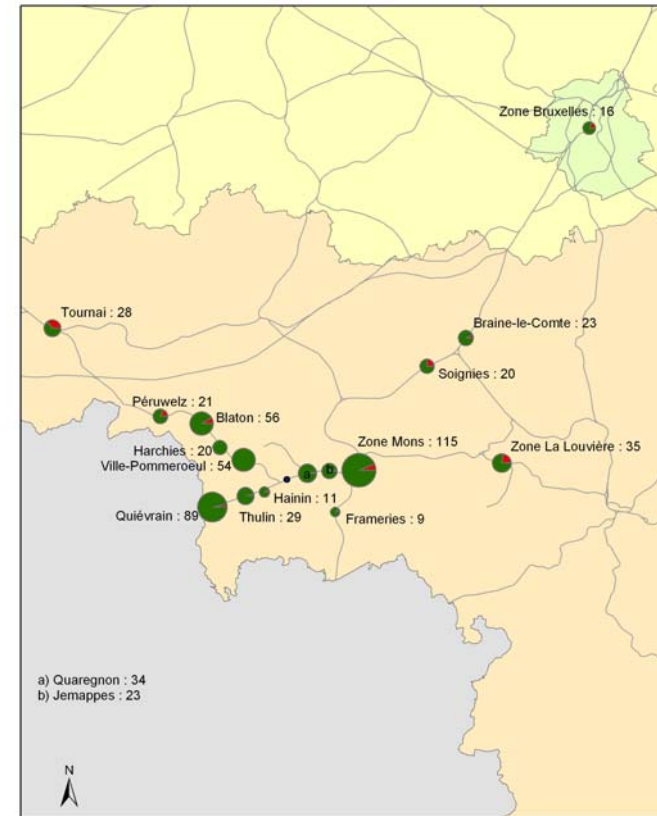 Zone Bruxelles : 16
Tournai : 28
Braine-le-Comte : 23
Soignies : 20
Péruwelz : 21
Blaton : 56
Harchies : 20
Zone Mons : 115
Zone La Louvière : 35
Ville-Pommeroeul : 54
a
b
Hainin : 11
Quiévrain : 89
Thulin : 29
Frameries : 9
a) Quaregnon : 34
b) Jemappes : 23
N